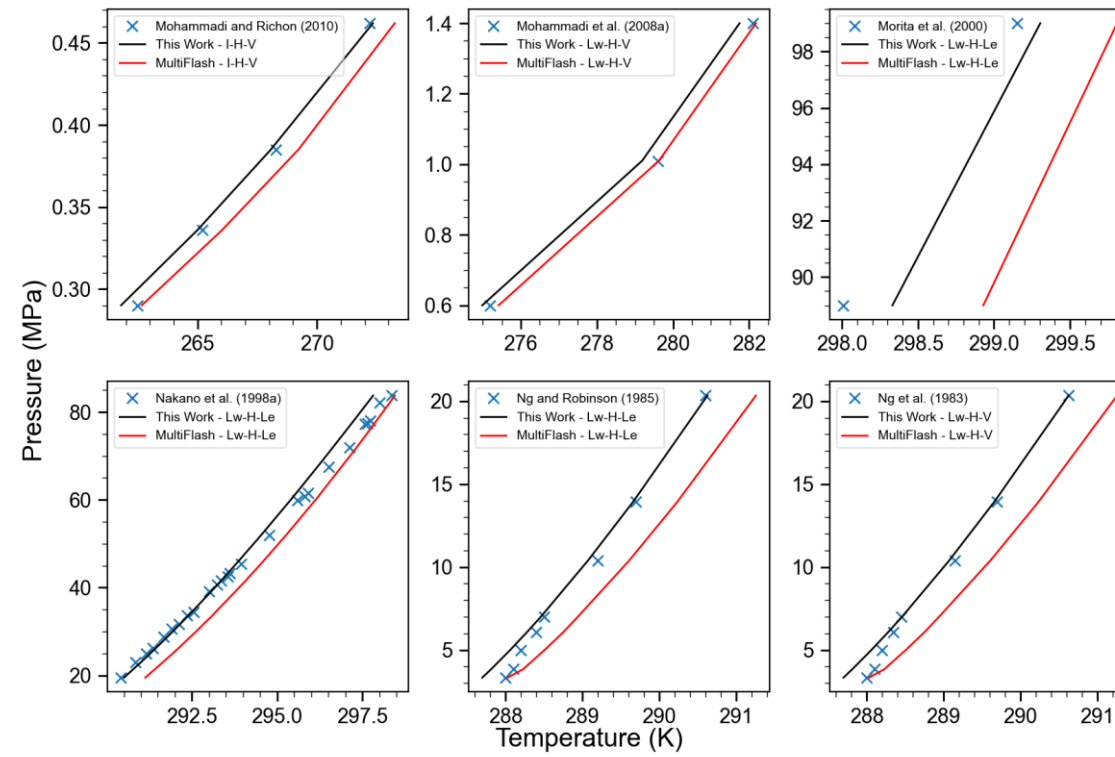 Pressure (MPa)
Mohammadi and Richon (2010)
This Work - I-H-V
MultiFlash - I-H-V
0.45
0.40
0.35
0.30
265
270
Mohammadi et al. (2008a)
This Work - Lw-H-V
MultiFlash - Lw-H-V
1.4
1.2
1.0
0.8
0.6
276
278
280
282
Morita et al. (2000)
This Work - Lw-H-Le
MultiFlash - Lw-H-Le
98
96
94
92
90
298.0
298.5
299.0
299.5
Nakano et al. (1998a)
This Work - Lw-H-Le
MultiFlash - Lw-H-Le
80
60
40
20
292.5
295.0
297.5
Ng and Robinson (1985)
This Work - Lw-H-Le
MultiFlash - Lw-H-Le
20
15
10
5
288
289
290
291
Ng et al. (1983)
This Work - Lw-H-V
MultiFlash - Lw-H-V
20
15
10
5
288
289
290
291
Temperature (K)